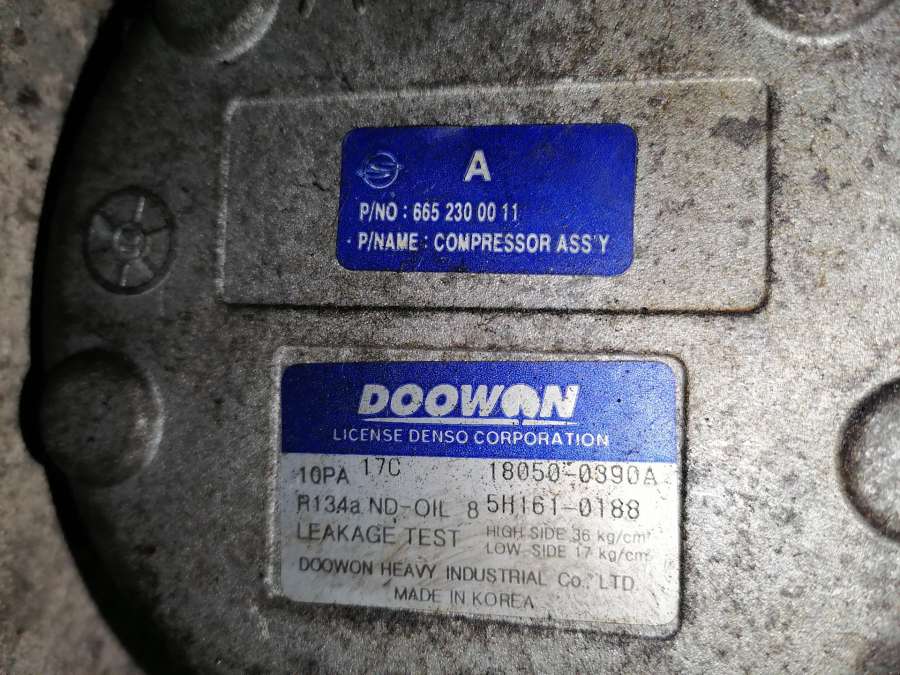 A
P/NO : 665 230 00 11
P/NAME : COMPRESSOR ASS'Y
DOOWON
LICENSE DENSO CORPORATION
10PA 17C 18050-0390A
R134a ND-OIL 8 5H161-0188
LEAKAGE TEST HIGH SIDE 36 kg/cm²
LOW SIDE 17 kg/cm²
DOOWON HEAVY INDUSTRIAL Co., LTD
MADE IN KOREA